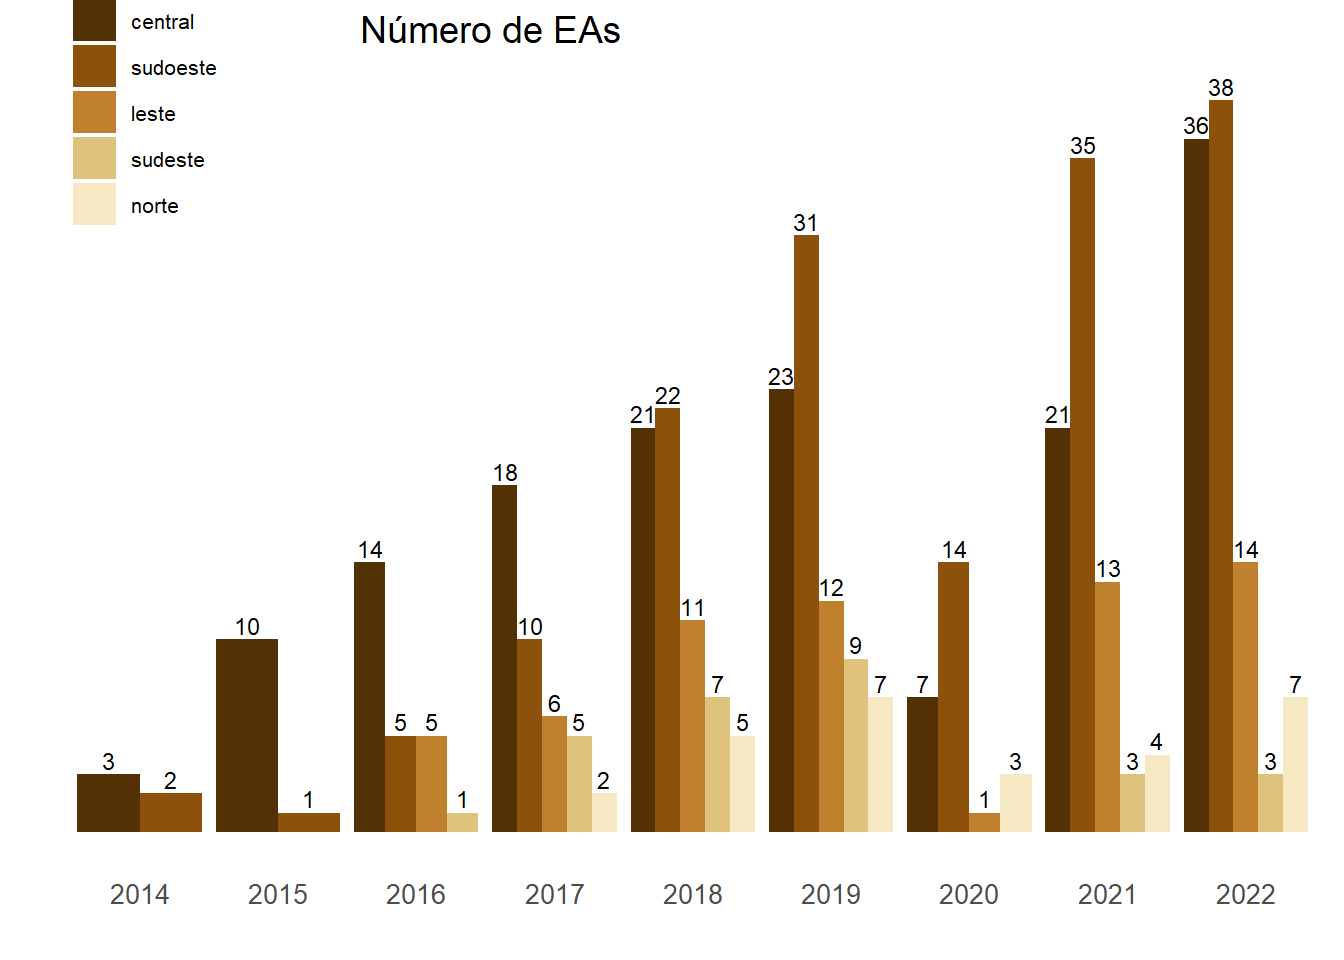 Número de EAs
central
sudoeste
leste
sudeste
norte
3 2
10 1
14 5 5 1
18 10 6 5 2
21 22 11 7 5
23 31 12 9 7
7 14 1 3
21 35 13 3 4
36 38 14 3 7
2014 2015 2016 2017 2018 2019 2020 2021 2022